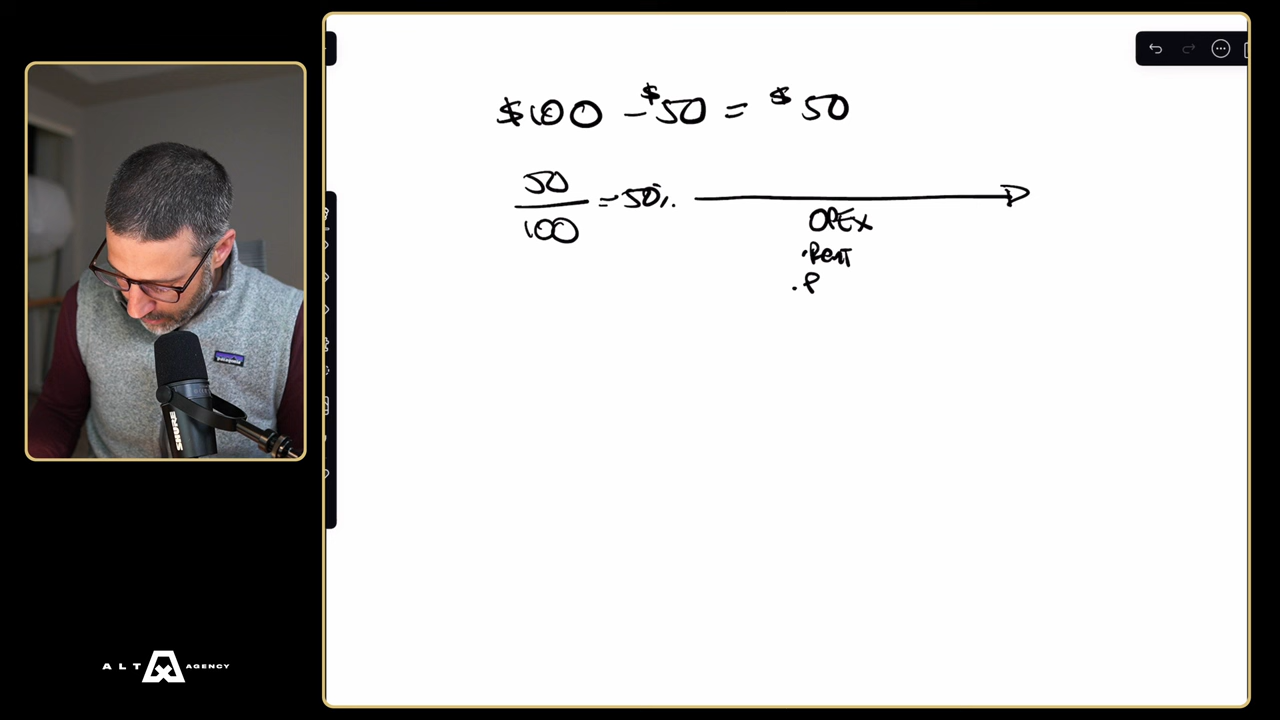 $100 - $50 = $50
50
100
= 50%
OPEX
• Rent
• P
patagonia
SHURE
ALT AGENCY